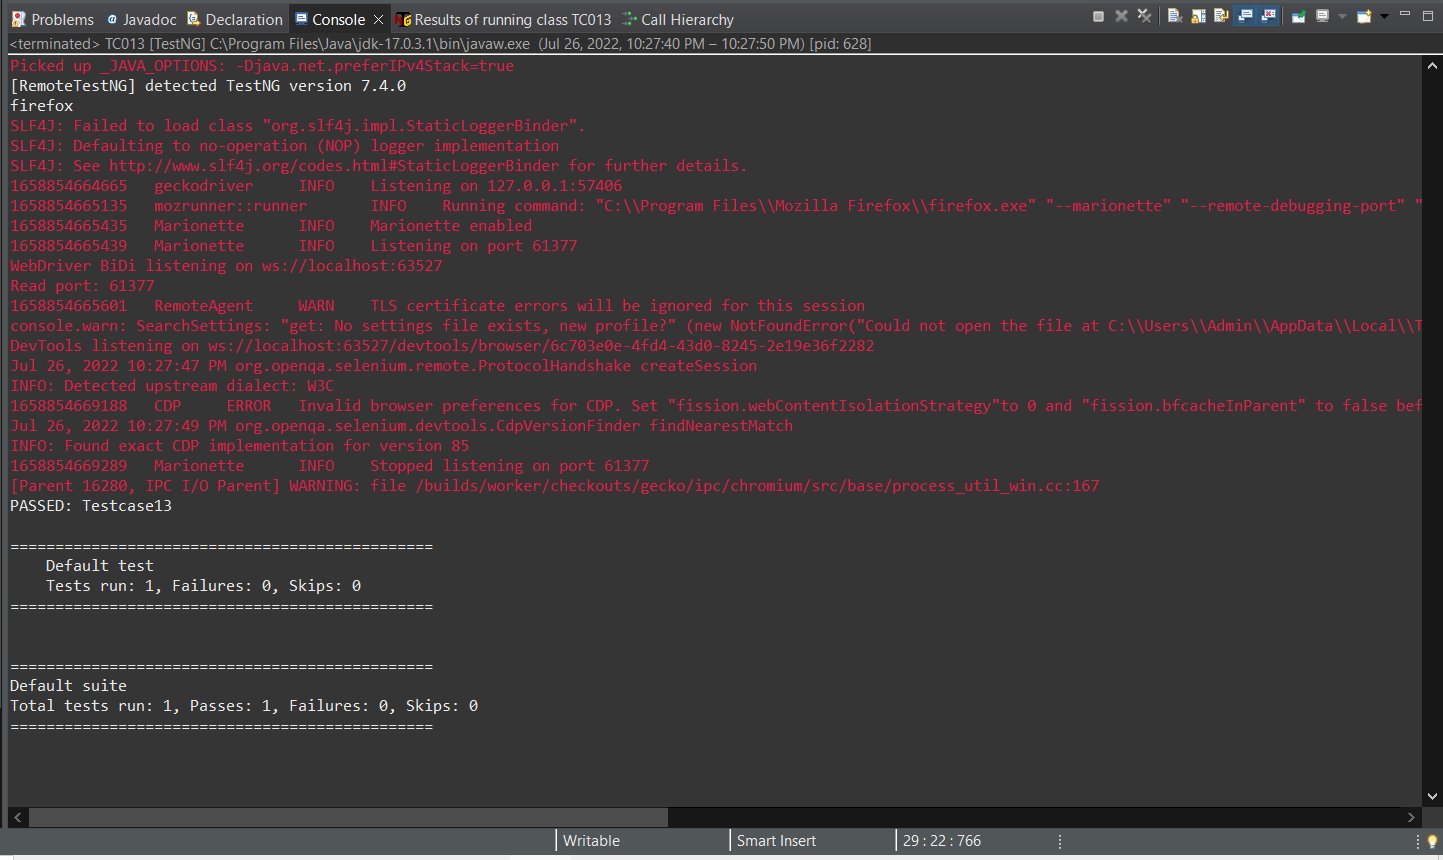 Problems @ Javadoc Declaration Console Results of running class TC013 Call Hierarchy
<terminated> TC013 [TestNG] C:\Program Files\Java\jdk-17.0.3.1\bin\javaw.exe (Jul 26, 2022, 10:27:40 PM – 10:27:50 PM) [pid: 628]
Picked up _JAVA_OPTIONS: -Djava.net.preferIPv4Stack=true
[RemoteTestNG] detected TestNG version 7.4.0
firefox
SLF4J: Failed to load class "org.slf4j.impl.StaticLoggerBinder".
SLF4J: Defaulting to no-operation (NOP) logger implementation
SLF4J: See http://www.slf4j.org/codes.html#StaticLoggerBinder for further details.
1658854664665 geckodriver INFO Listening on 127.0.0.1:57406
1658854665135 mozrunner::runner INFO Running command: "C:\\Program Files\\Mozilla Firefox\\firefox.exe" "--marionette" "--remote-debugging-port" "
1658854665435 Marionette INFO Marionette enabled
1658854665439 Marionette INFO Listening on port 61377
WebDriver BiDi listening on ws://localhost:63527
Read port: 61377
1658854665601 RemoteAgent WARN TLS certificate errors will be ignored for this session
console.warn: SearchSettings: "get: No settings file exists, new profile?" (new NotFoundError("Could not open the file at C:\\Users\\Admin\\AppData\\Local\\T
DevTools listening on ws://localhost:63527/devtools/browser/6c703e0e-4fd4-43d0-8245-2e19e36f2282
Jul 26, 2022 10:27:47 PM org.openqa.selenium.remote.ProtocolHandshake createSession
INFO: Detected upstream dialect: W3C
1658854669188 CDP ERROR Invalid browser preferences for CDP. Set "fission.webContentIsolationStrategy"to 0 and "fission.bfcacheInParent" to false bef
Jul 26, 2022 10:27:49 PM org.openqa.selenium.devtools.CdpVersionFinder findNearestMatch
INFO: Found exact CDP implementation for version 85
1658854669289 Marionette INFO Stopped listening on port 61377
[Parent 16280, IPC I/O Parent] WARNING: file /builds/worker/checkouts/gecko/ipc/chromium/src/base/process_util_win.cc:167
PASSED: Testcase13
===============================================
Default test
Tests run: 1, Failures: 0, Skips: 0
===============================================
===============================================
Default suite
Total tests run: 1, Passes: 1, Failures: 0, Skips: 0
===============================================
Writable Smart Insert 29 : 22 : 766